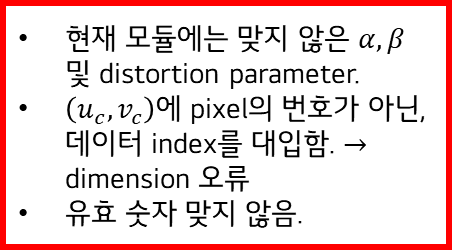 • 현재 모듈에는 맞지 않은 𝛼, 𝛽
및 distortion parameter.
• (𝑢𝑐, 𝑣𝑐)에 pixel의 번호가 아닌,
데이터 index를 대입함. →
dimension 오류
• 유효 숫자 맞지 않음.